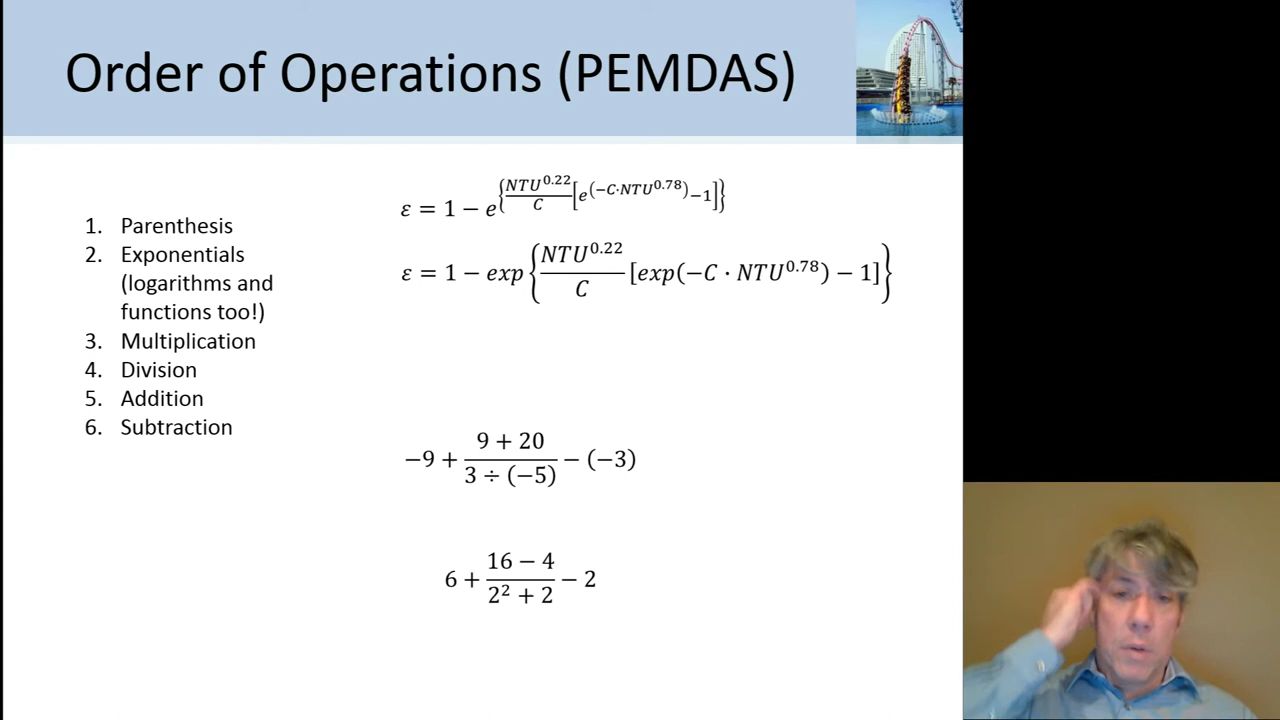 Order of Operations (PEMDAS)
1. Parenthesis
2. Exponentials
(logarithms and
functions too!)
3. Multiplication
4. Division
5. Addition
6. Subtraction
ε = 1 − e^{NTU^0.22/C [e^(−C·NTU^0.78) −1]}
ε = 1 − exp{NTU^0.22/C [exp(−C · NTU^0.78) − 1]}
−9 + (9 + 20)/(3 ÷ (−5)) − (−3)
6 + (16 − 4)/(2² + 2) − 2